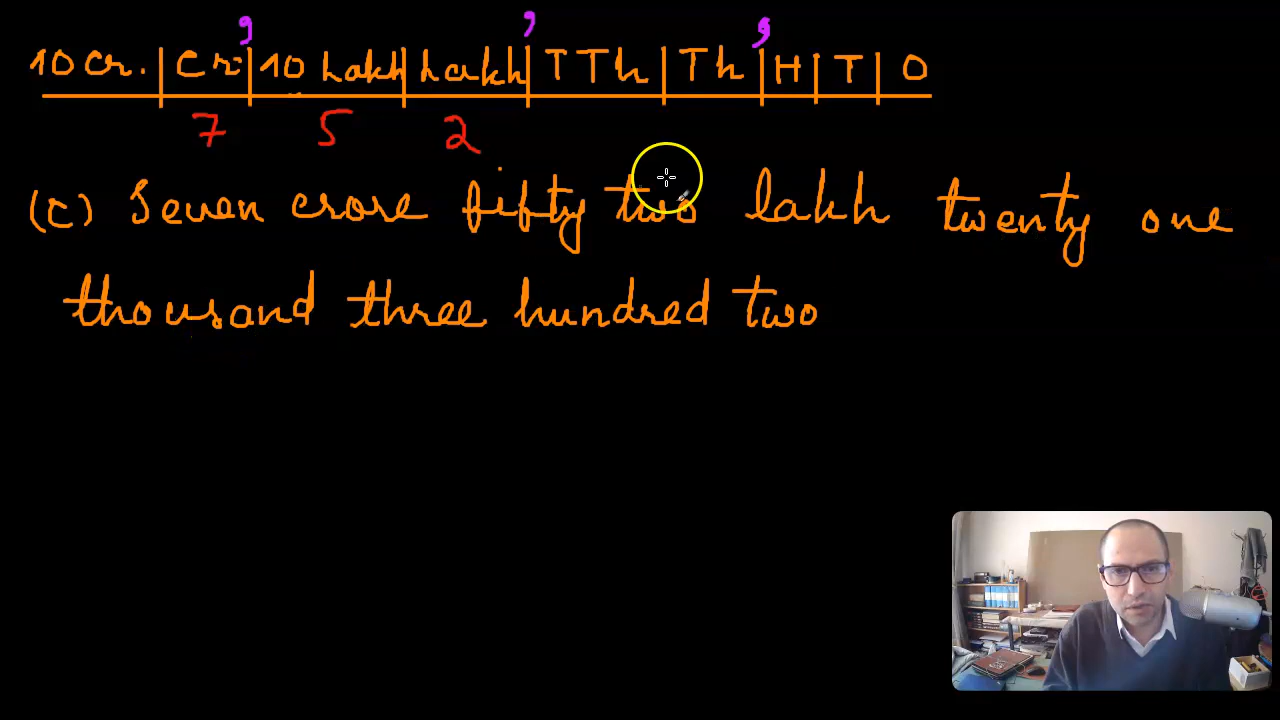 10 Cr. | Cr. , | 10 Lakh | Lakh , | T Th | Th , | H | T | O
7 5 2
(C) Seven crore fifty two lakh twenty one
thousand three hundred two